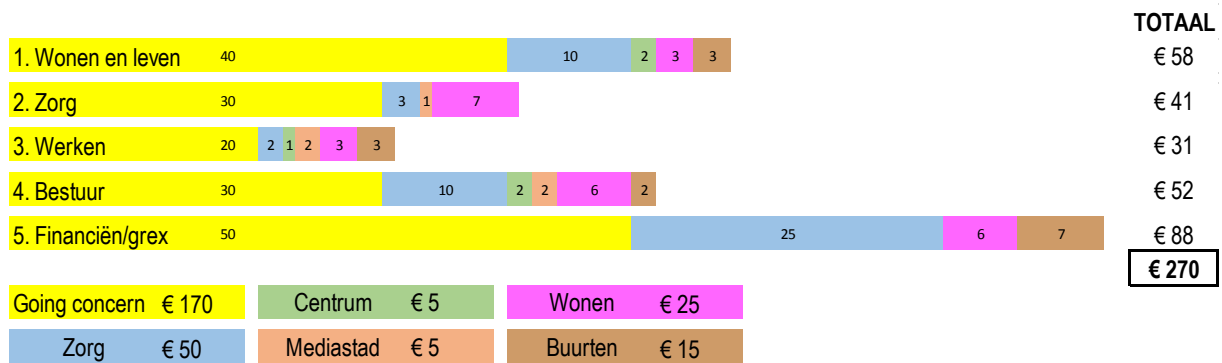 TOTAAL
1. Wonen en leven 40 10 2 3 3 € 58
2. Zorg 30 3 1 7 € 41
3. Werken 20 2 1 2 3 3 € 31
4. Bestuur 30 10 2 2 6 2 € 52
5. Financiën/grex 50 25 6 7 € 88
€ 270
Going concern € 170 Centrum € 5 Wonen € 25
Zorg € 50 Mediastad € 5 Buurten € 15